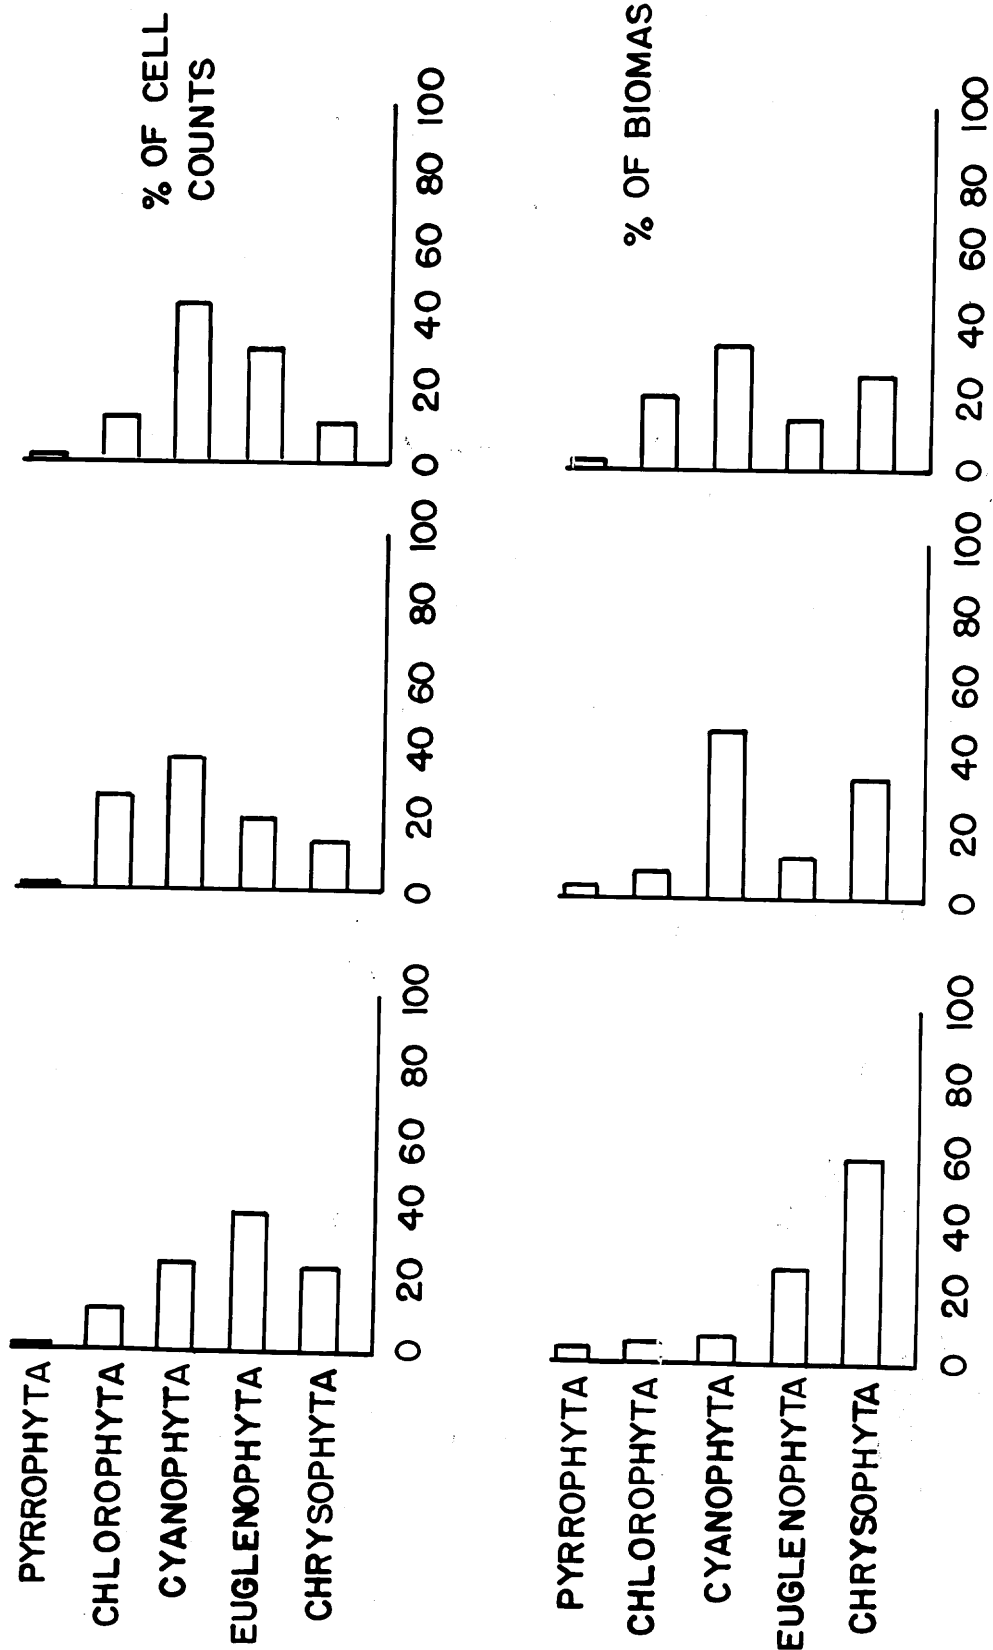 % OF CELL
COUNTS
PYRROPHYTA
CHLOROPHYTA
CYANOPHYTA
EUGLENOPHYTA
CHRYSOPHYTA
0 20 40 60 80 100
0 20 40 60 80 100
0 20 40 60 80 100
% OF BIOMAS
PYRROPHYTA
CHLOROPHYTA
CYANOPHYTA
EUGLENOPHYTA
CHRYSOPHYTA
0 20 40 60 80 100
0 20 40 60 80 100
0 20 40 60 80 100